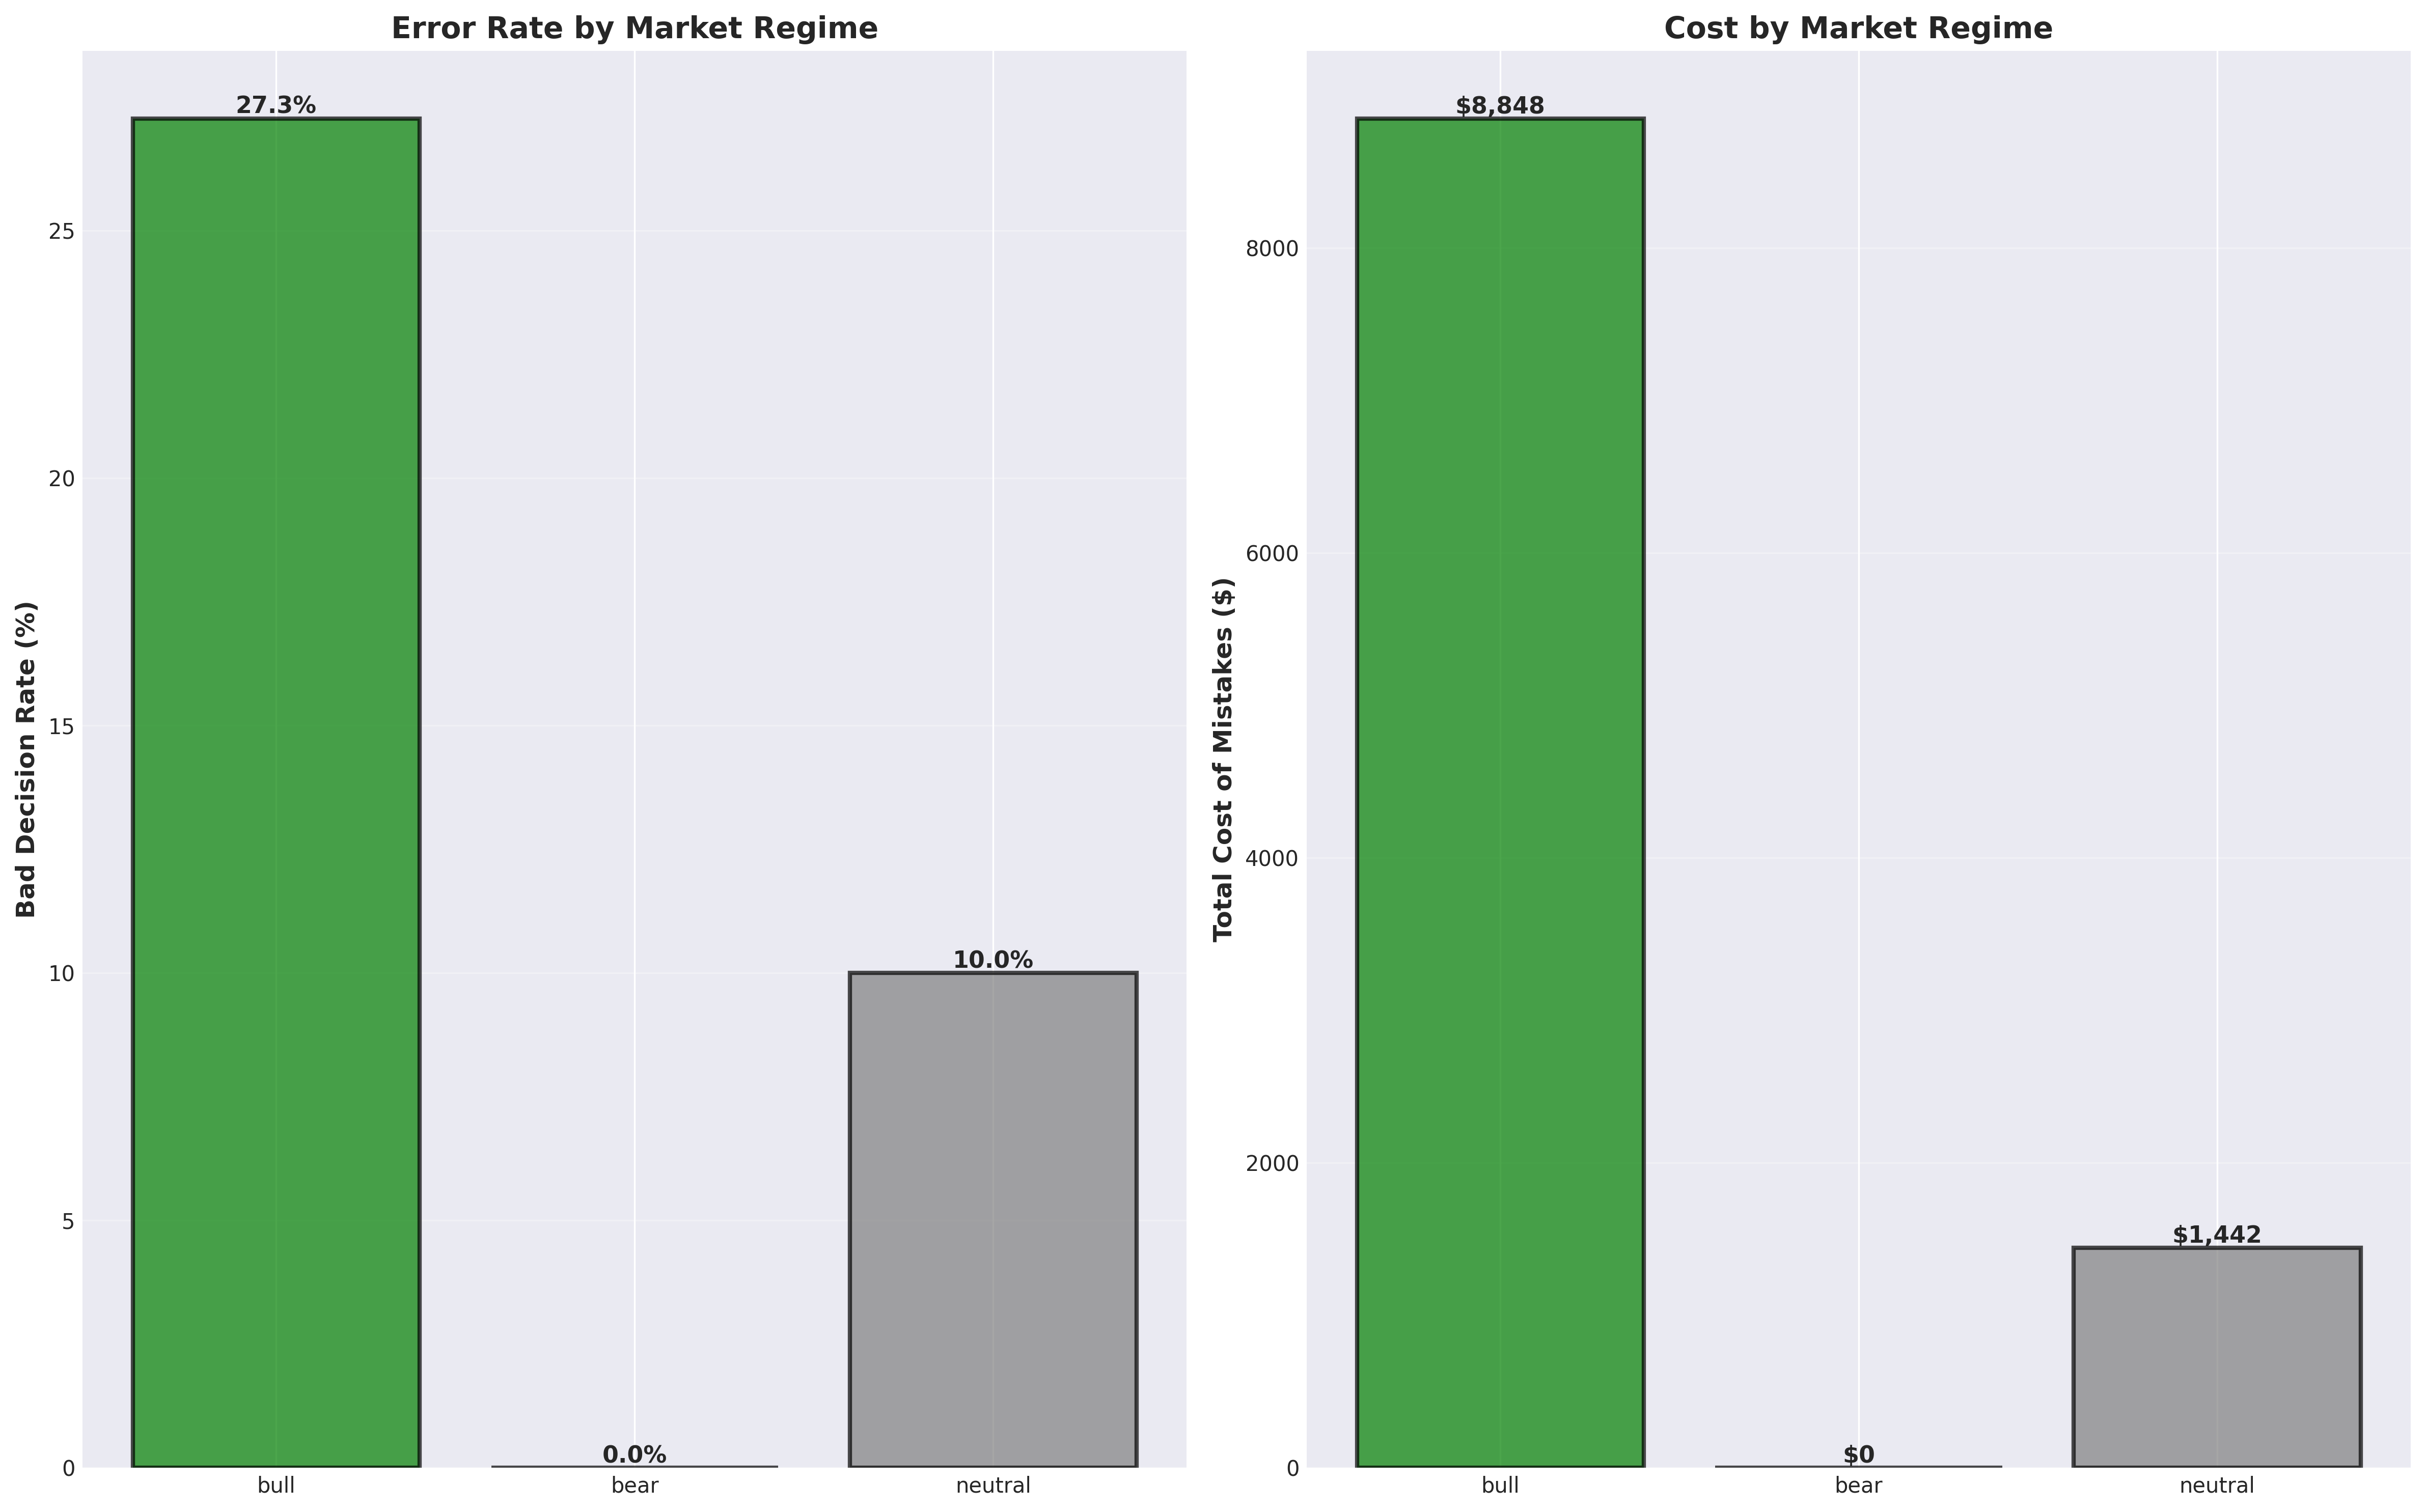 Error Rate by Market Regime
Bad Decision Rate (%)
25
20
15
10
5
0
27.3%
0.0%
10.0%
bull
bear
neutral
Cost by Market Regime
Total Cost of Mistakes ($)
8000
6000
4000
2000
0
$8,848
$0
$1,442
bull
bear
neutral